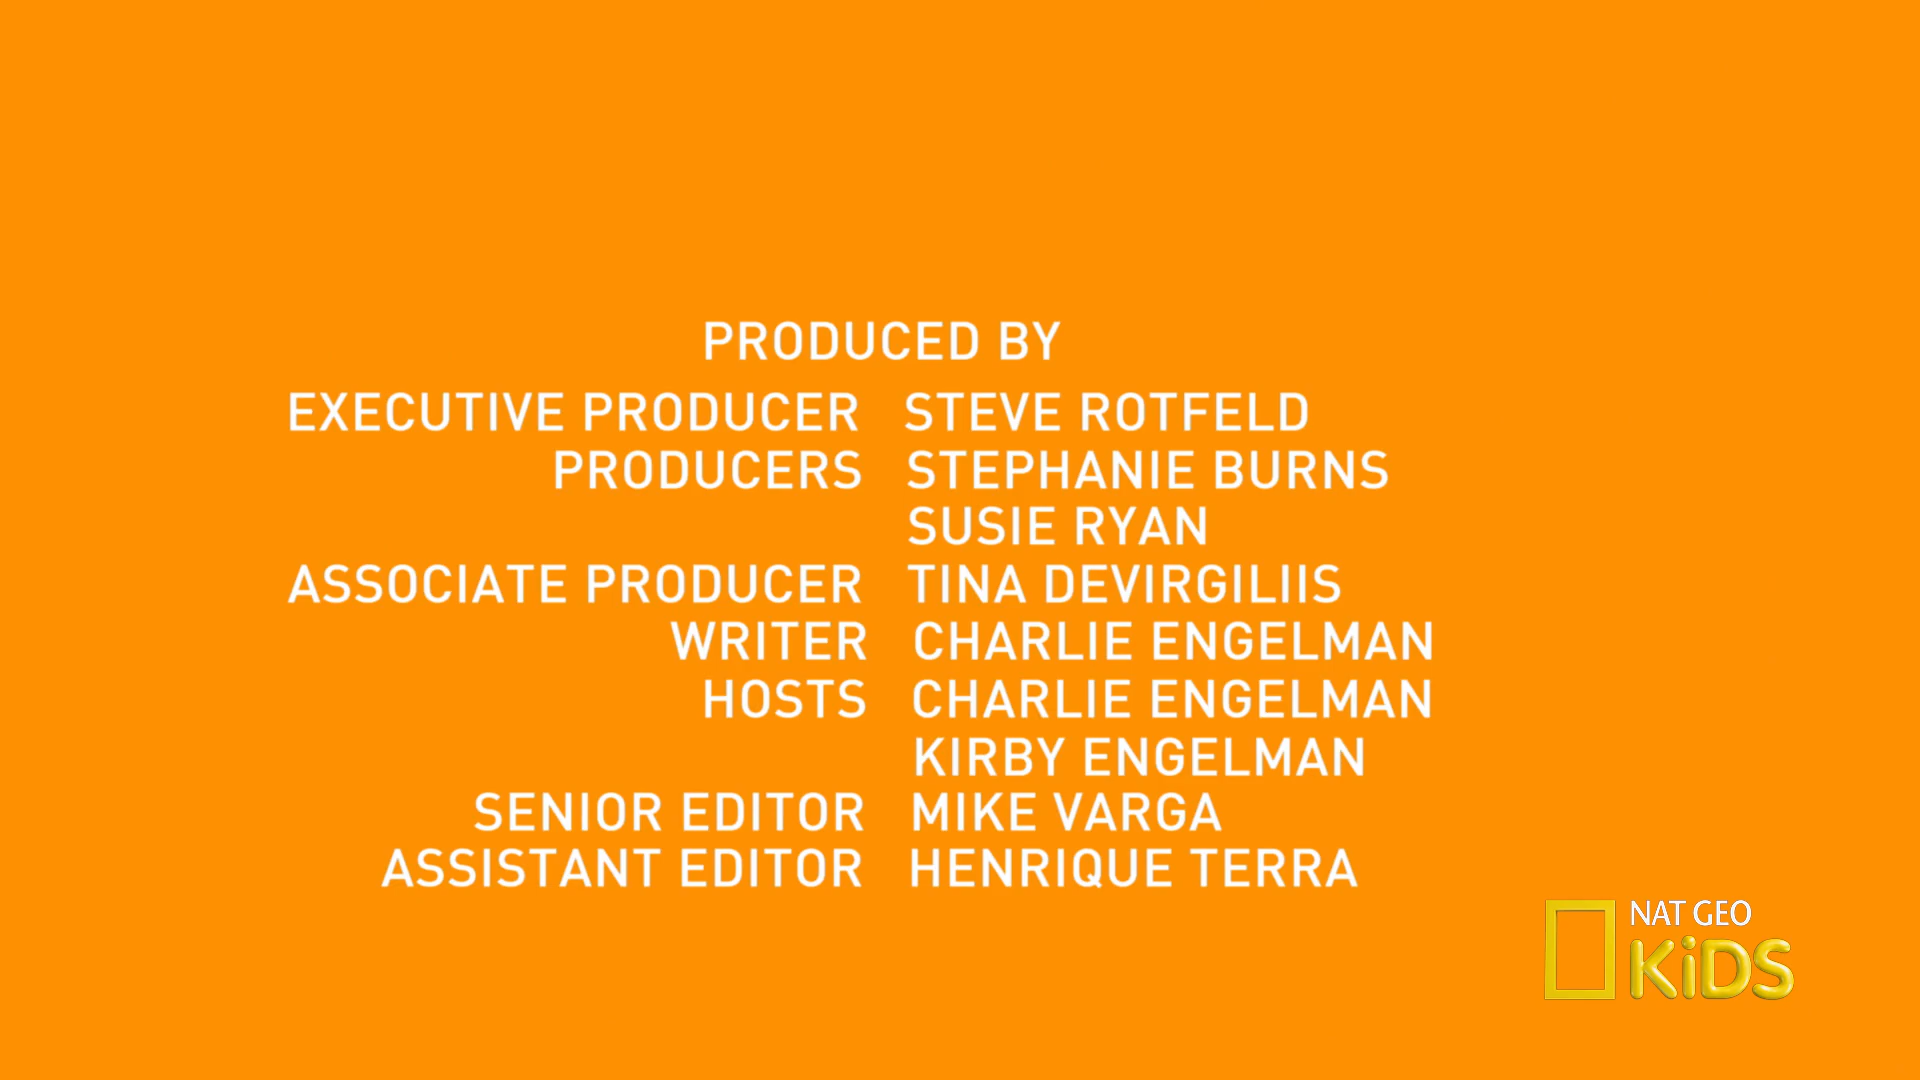 PRODUCED BY
EXECUTIVE PRODUCER STEVE ROTFELD
PRODUCERS STEPHANIE BURNS
SUSIE RYAN
ASSOCIATE PRODUCER TINA DEVIRGILIIS
WRITER CHARLIE ENGELMAN
HOSTS CHARLIE ENGELMAN
KIRBY ENGELMAN
SENIOR EDITOR MIKE VARGA
ASSISTANT EDITOR HENRIQUE TERRA
NAT GEO
KiDS